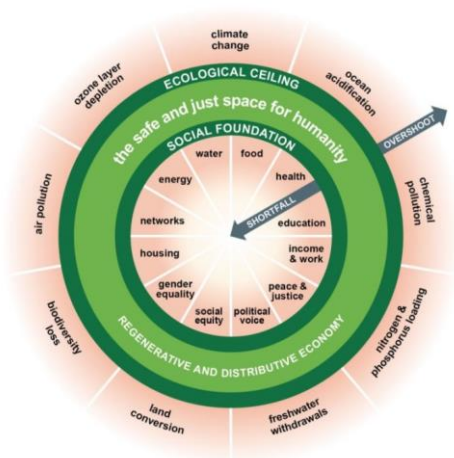 climate
change
ocean
acidification
chemical
pollution
nitrogen &
phosphorus loading
freshwater
withdrawals
land
conversion
biodiversity
loss
air pollution
ozone layer
depletion
ECOLOGICAL CEILING
the safe and just space for humanity
SOCIAL FOUNDATION
OVERSHOOT
SHORTFALL
water
food
health
education
income
& work
peace &
justice
political
voice
social
equity
gender
equality
housing
networks
energy
REGENERATIVE AND DISTRIBUTIVE ECONOMY